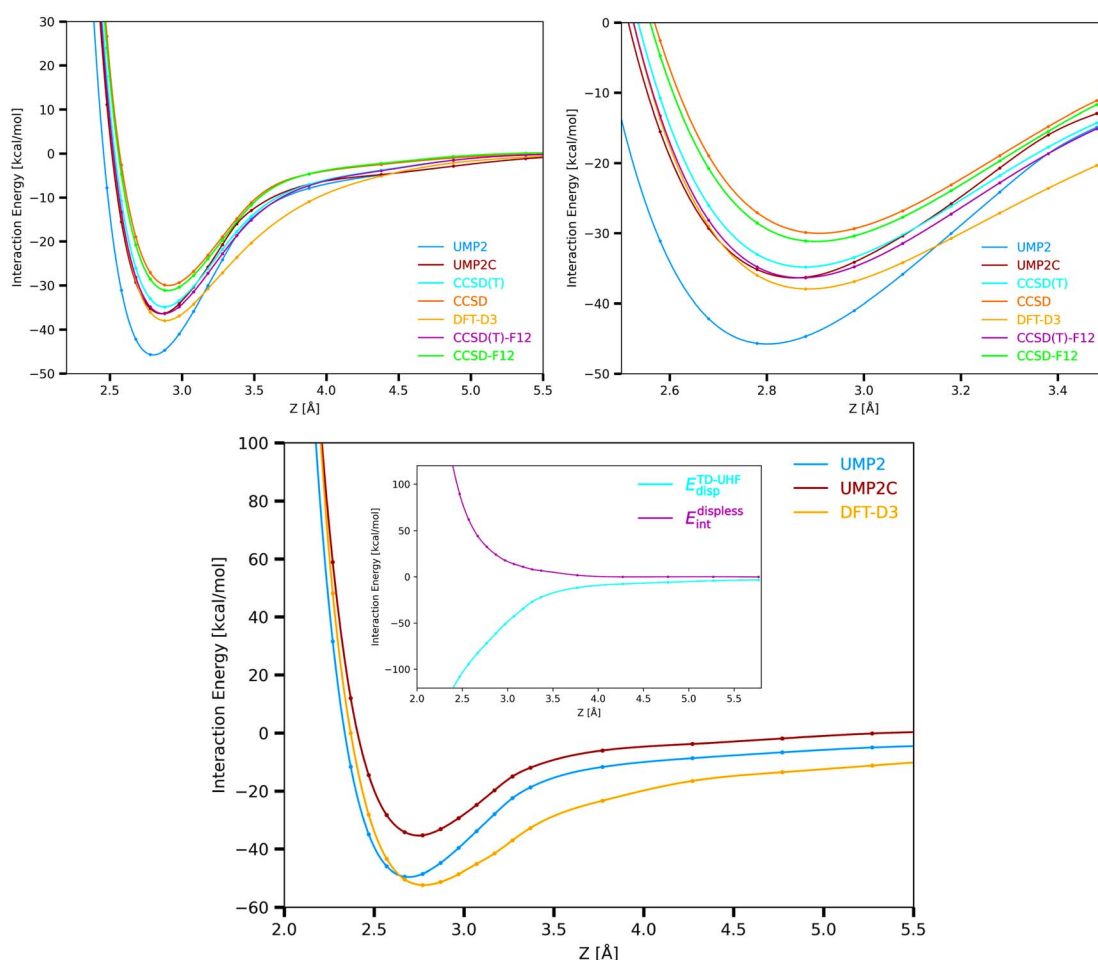 30
20
10
0
−10
−20
−30
−40
−50
Interaction Energy [kcal/mol]
UMP2
UMP2C
CCSD(T)
CCSD
DFT-D3
CCSD(T)-F12
CCSD-F12
2.5 3.0 3.5 4.0 4.5 5.0 5.5
Z [Å]
0
−10
−20
−30
−40
−50
Interaction Energy [kcal/mol]
UMP2
UMP2C
CCSD(T)
CCSD
DFT-D3
CCSD(T)-F12
CCSD-F12
2.6 2.8 3.0 3.2 3.4
Z [Å]
100
80
60
40
20
0
−20
−40
−60
Interaction Energy [kcal/mol]
UMP2
UMP2C
DFT-D3
100
50
0
−50
−100
Interaction Energy [kcal/mol]
E_disp^TD-UHF
E_int^displess
2.0 2.5 3.0 3.5 4.0 4.5 5.0 5.5
Z [Å]
2.0 2.5 3.0 3.5 4.0 4.5 5.0 5.5
Z [Å]